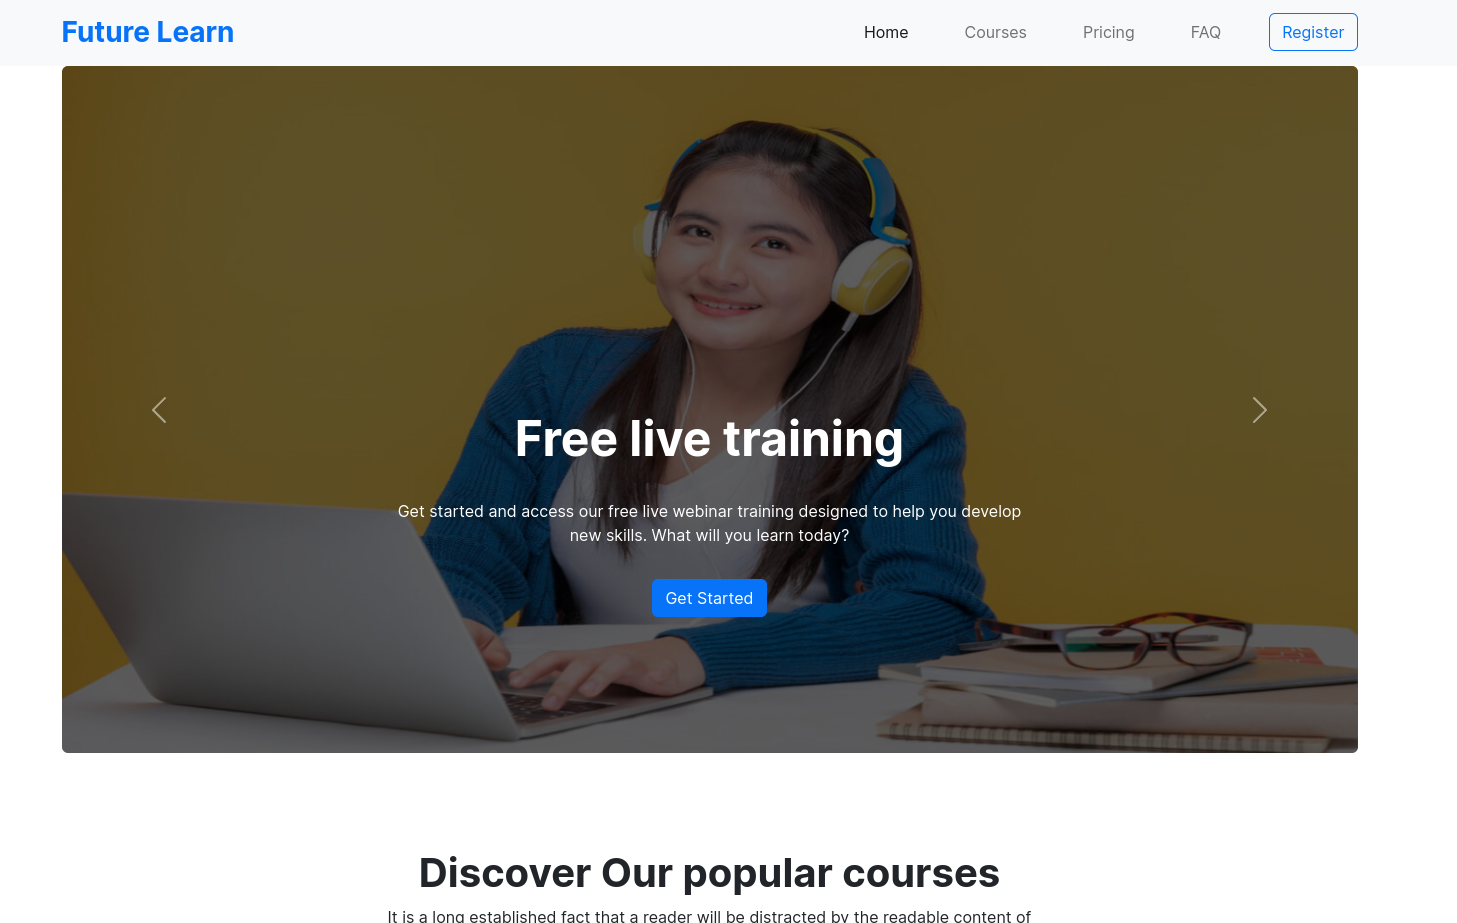 Future Learn
Home Courses Pricing FAQ Register
Free live training
Get started and access our free live webinar training designed to help you develop
new skills. What will you learn today?
Get Started
Discover Our popular courses
It is a long established fact that a reader will be distracted by the readable content of